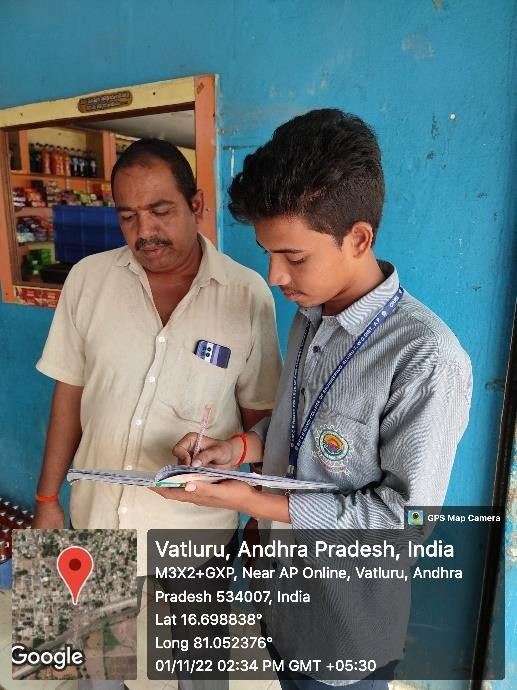 GPS Map Camera
Vatluru, Andhra Pradesh, India
M3X2+GXP, Near AP Online, Vatluru, Andhra
Pradesh 534007, India
Lat 16.698838°
Long 81.052376°
01/11/22 02:34 PM GMT +05:30
Google